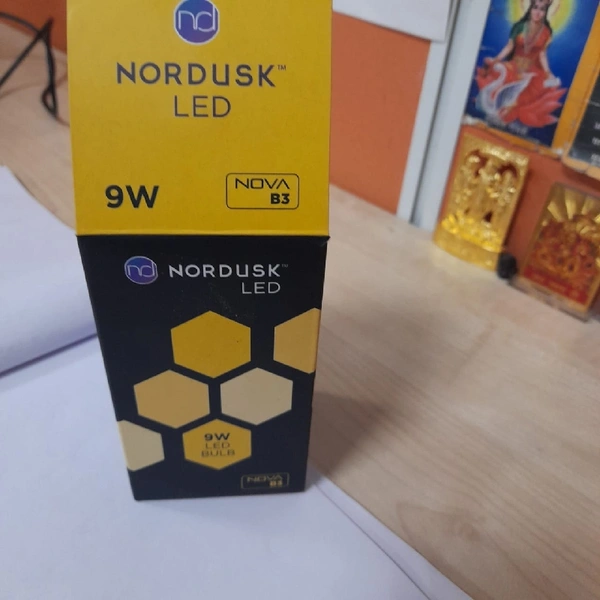 nd
NORDUSK™
LED
9W
NOVA
B3
nd
NORDUSK™
LED
9W
LED
BULB
NOVA
B3